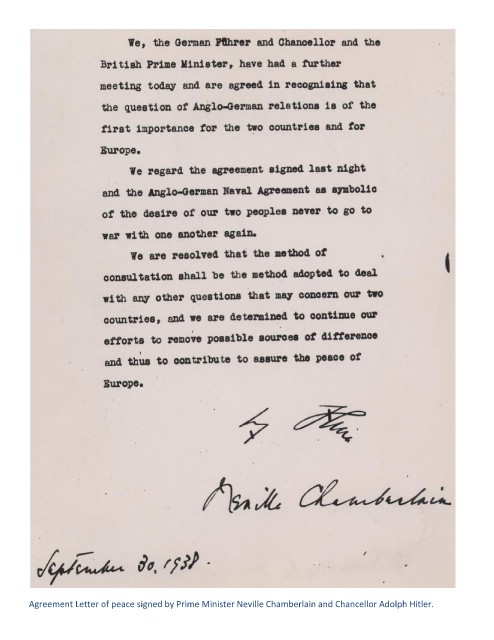 We, the German Führer and Chancellor and the
British Prime Minister, have had a further
meeting today and are agreed in recognising that
the question of Anglo-German relations is of the
first importance for the two countries and for
Europe.
We regard the agreement signed last night
and the Anglo-German Naval Agreement as symbolic
of the desire of our two peoples never to go to
war with one another again.
We are resolved that the method of
consultation shall be the method adopted to deal
with any other questions that may concern our two
countries, and we are determined to continue our
efforts to remove possible sources of difference
and thus to contribute to assure the peace of
Europe.
Neville Chamberlain
September 30, 1938.
Agreement Letter of peace signed by Prime Minister Neville Chamberlain and Chancellor Adolph Hitler.